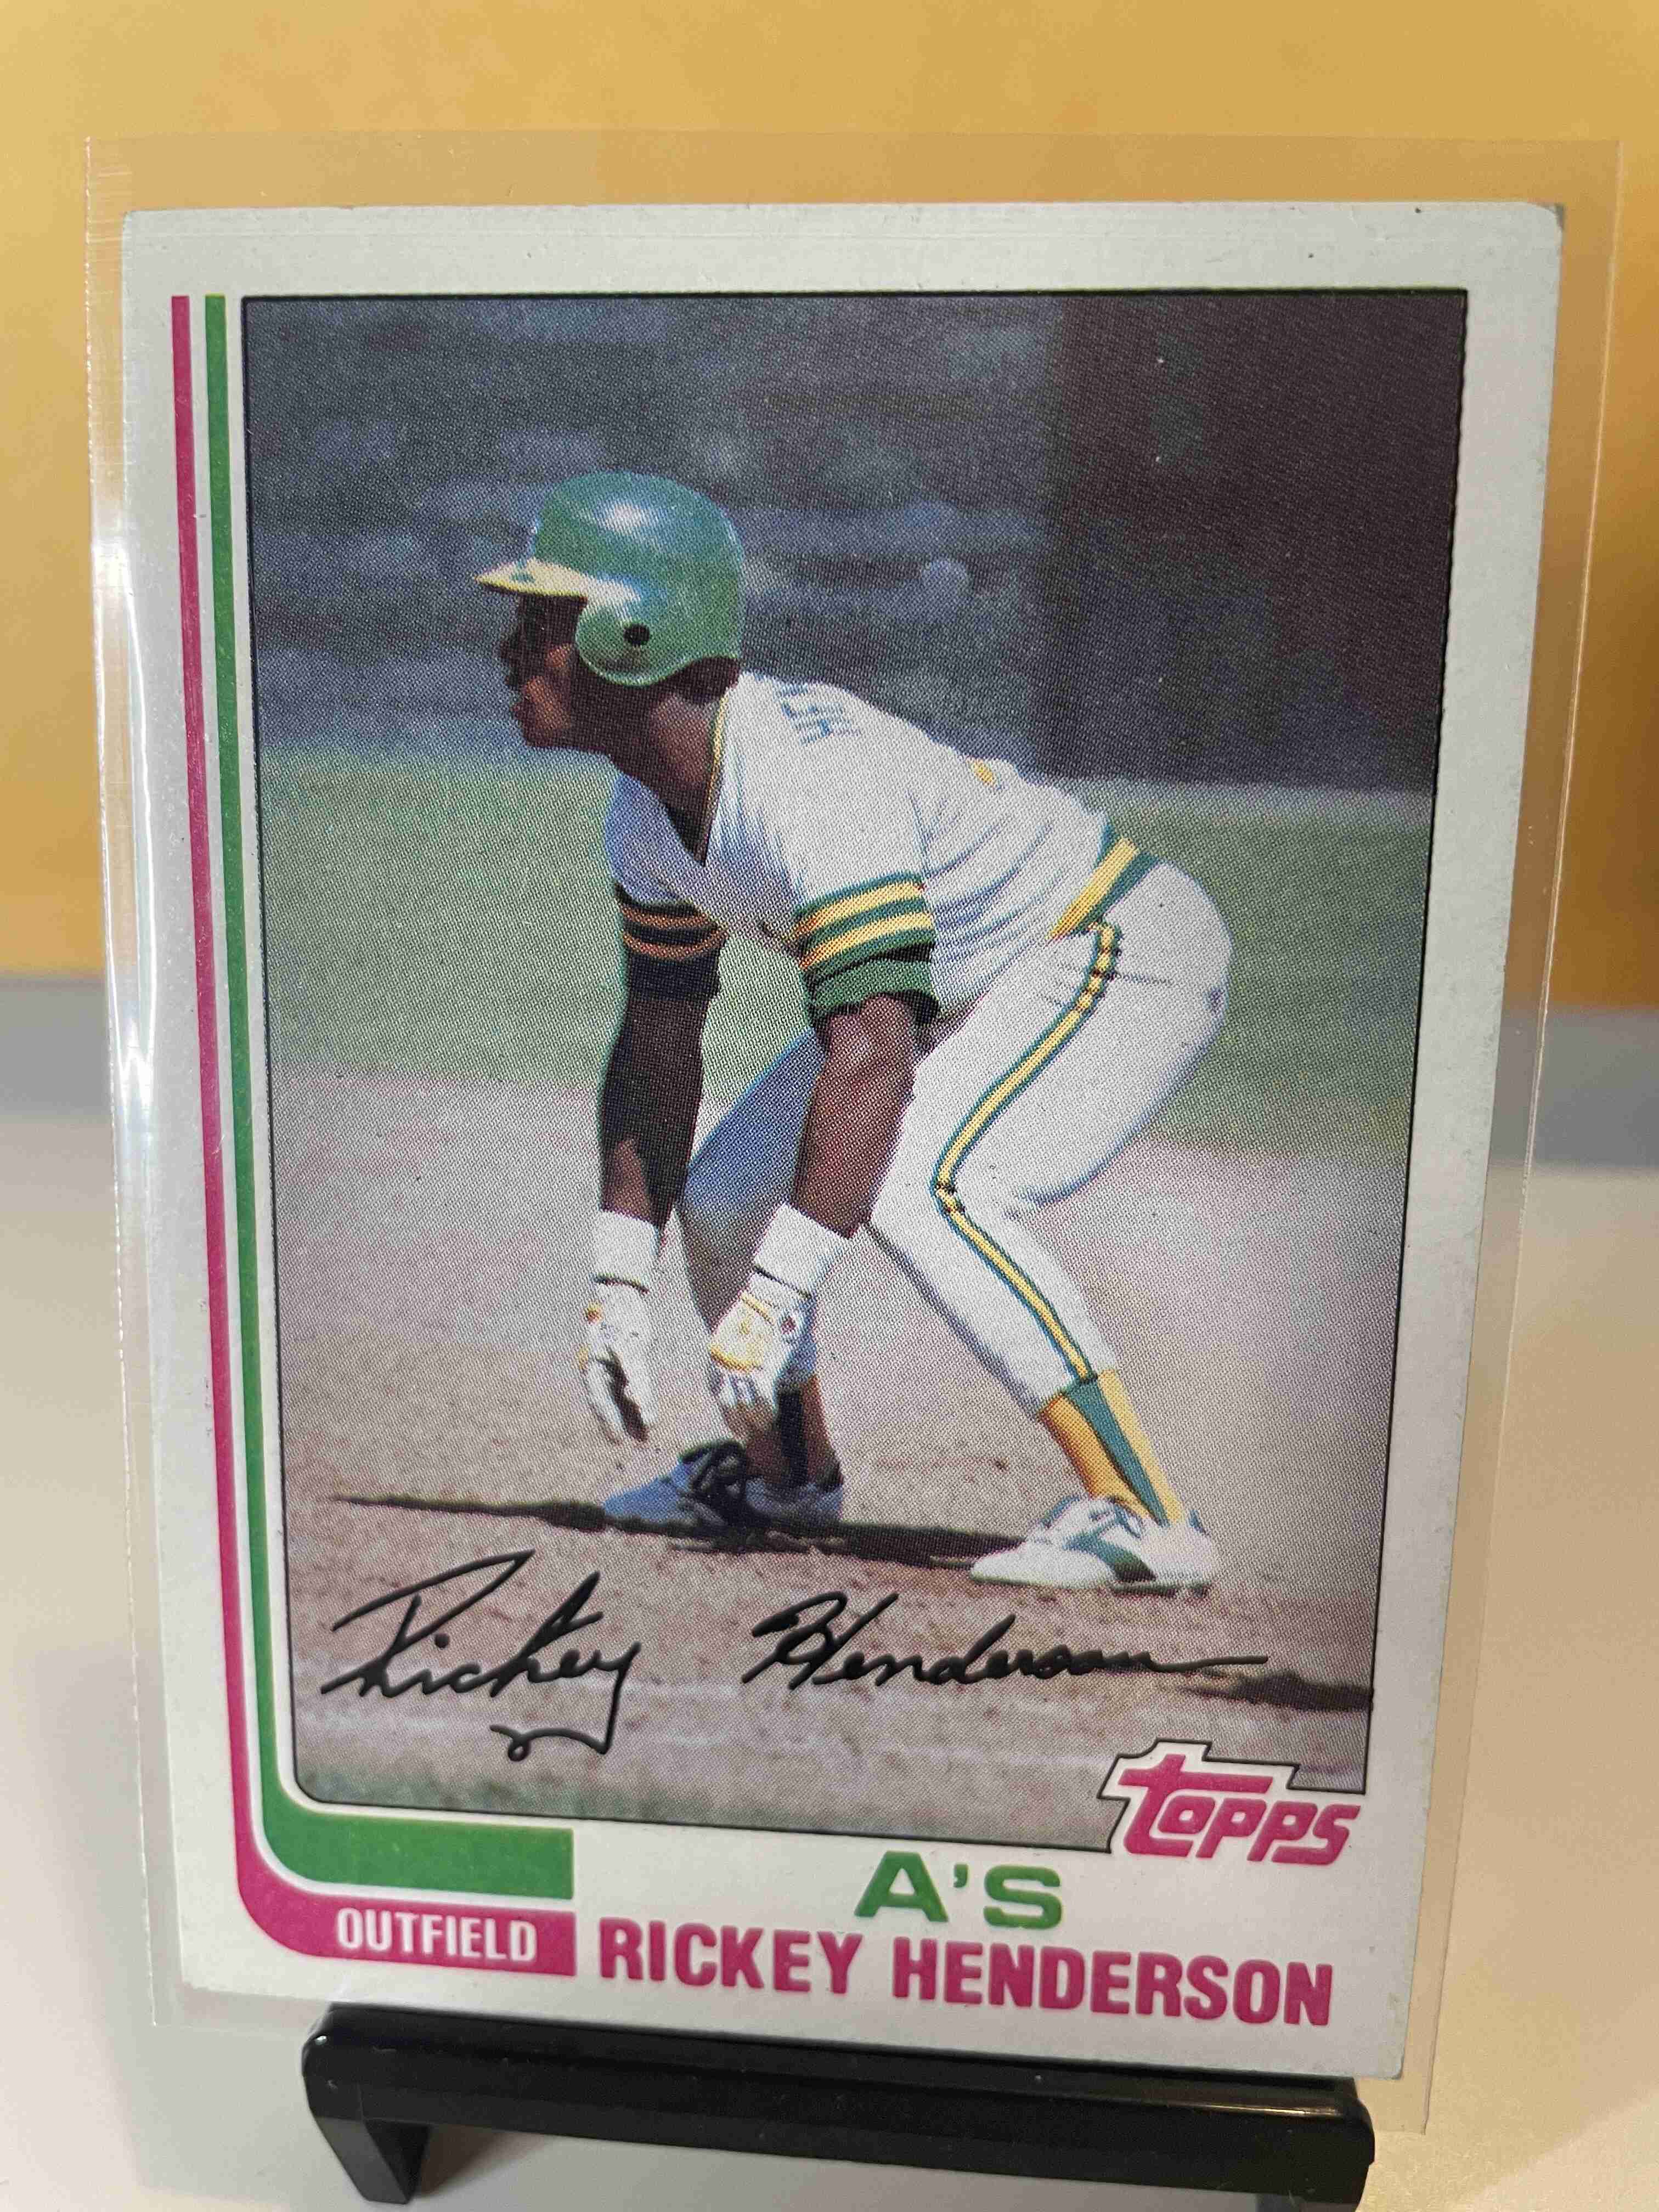 Rickey Henderson
topps
A'S
OUTFIELD RICKEY HENDERSON